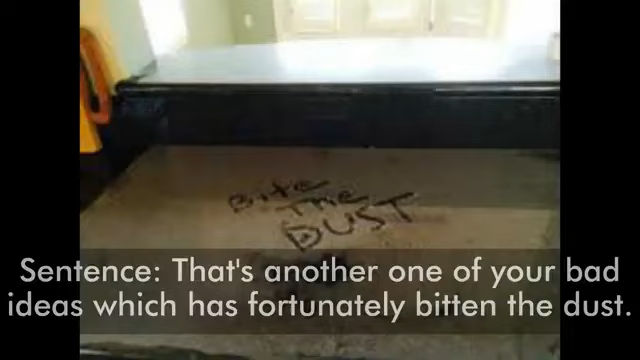 Bite
The
DUST
Sentence: That's another one of your bad
ideas which has fortunately bitten the dust.